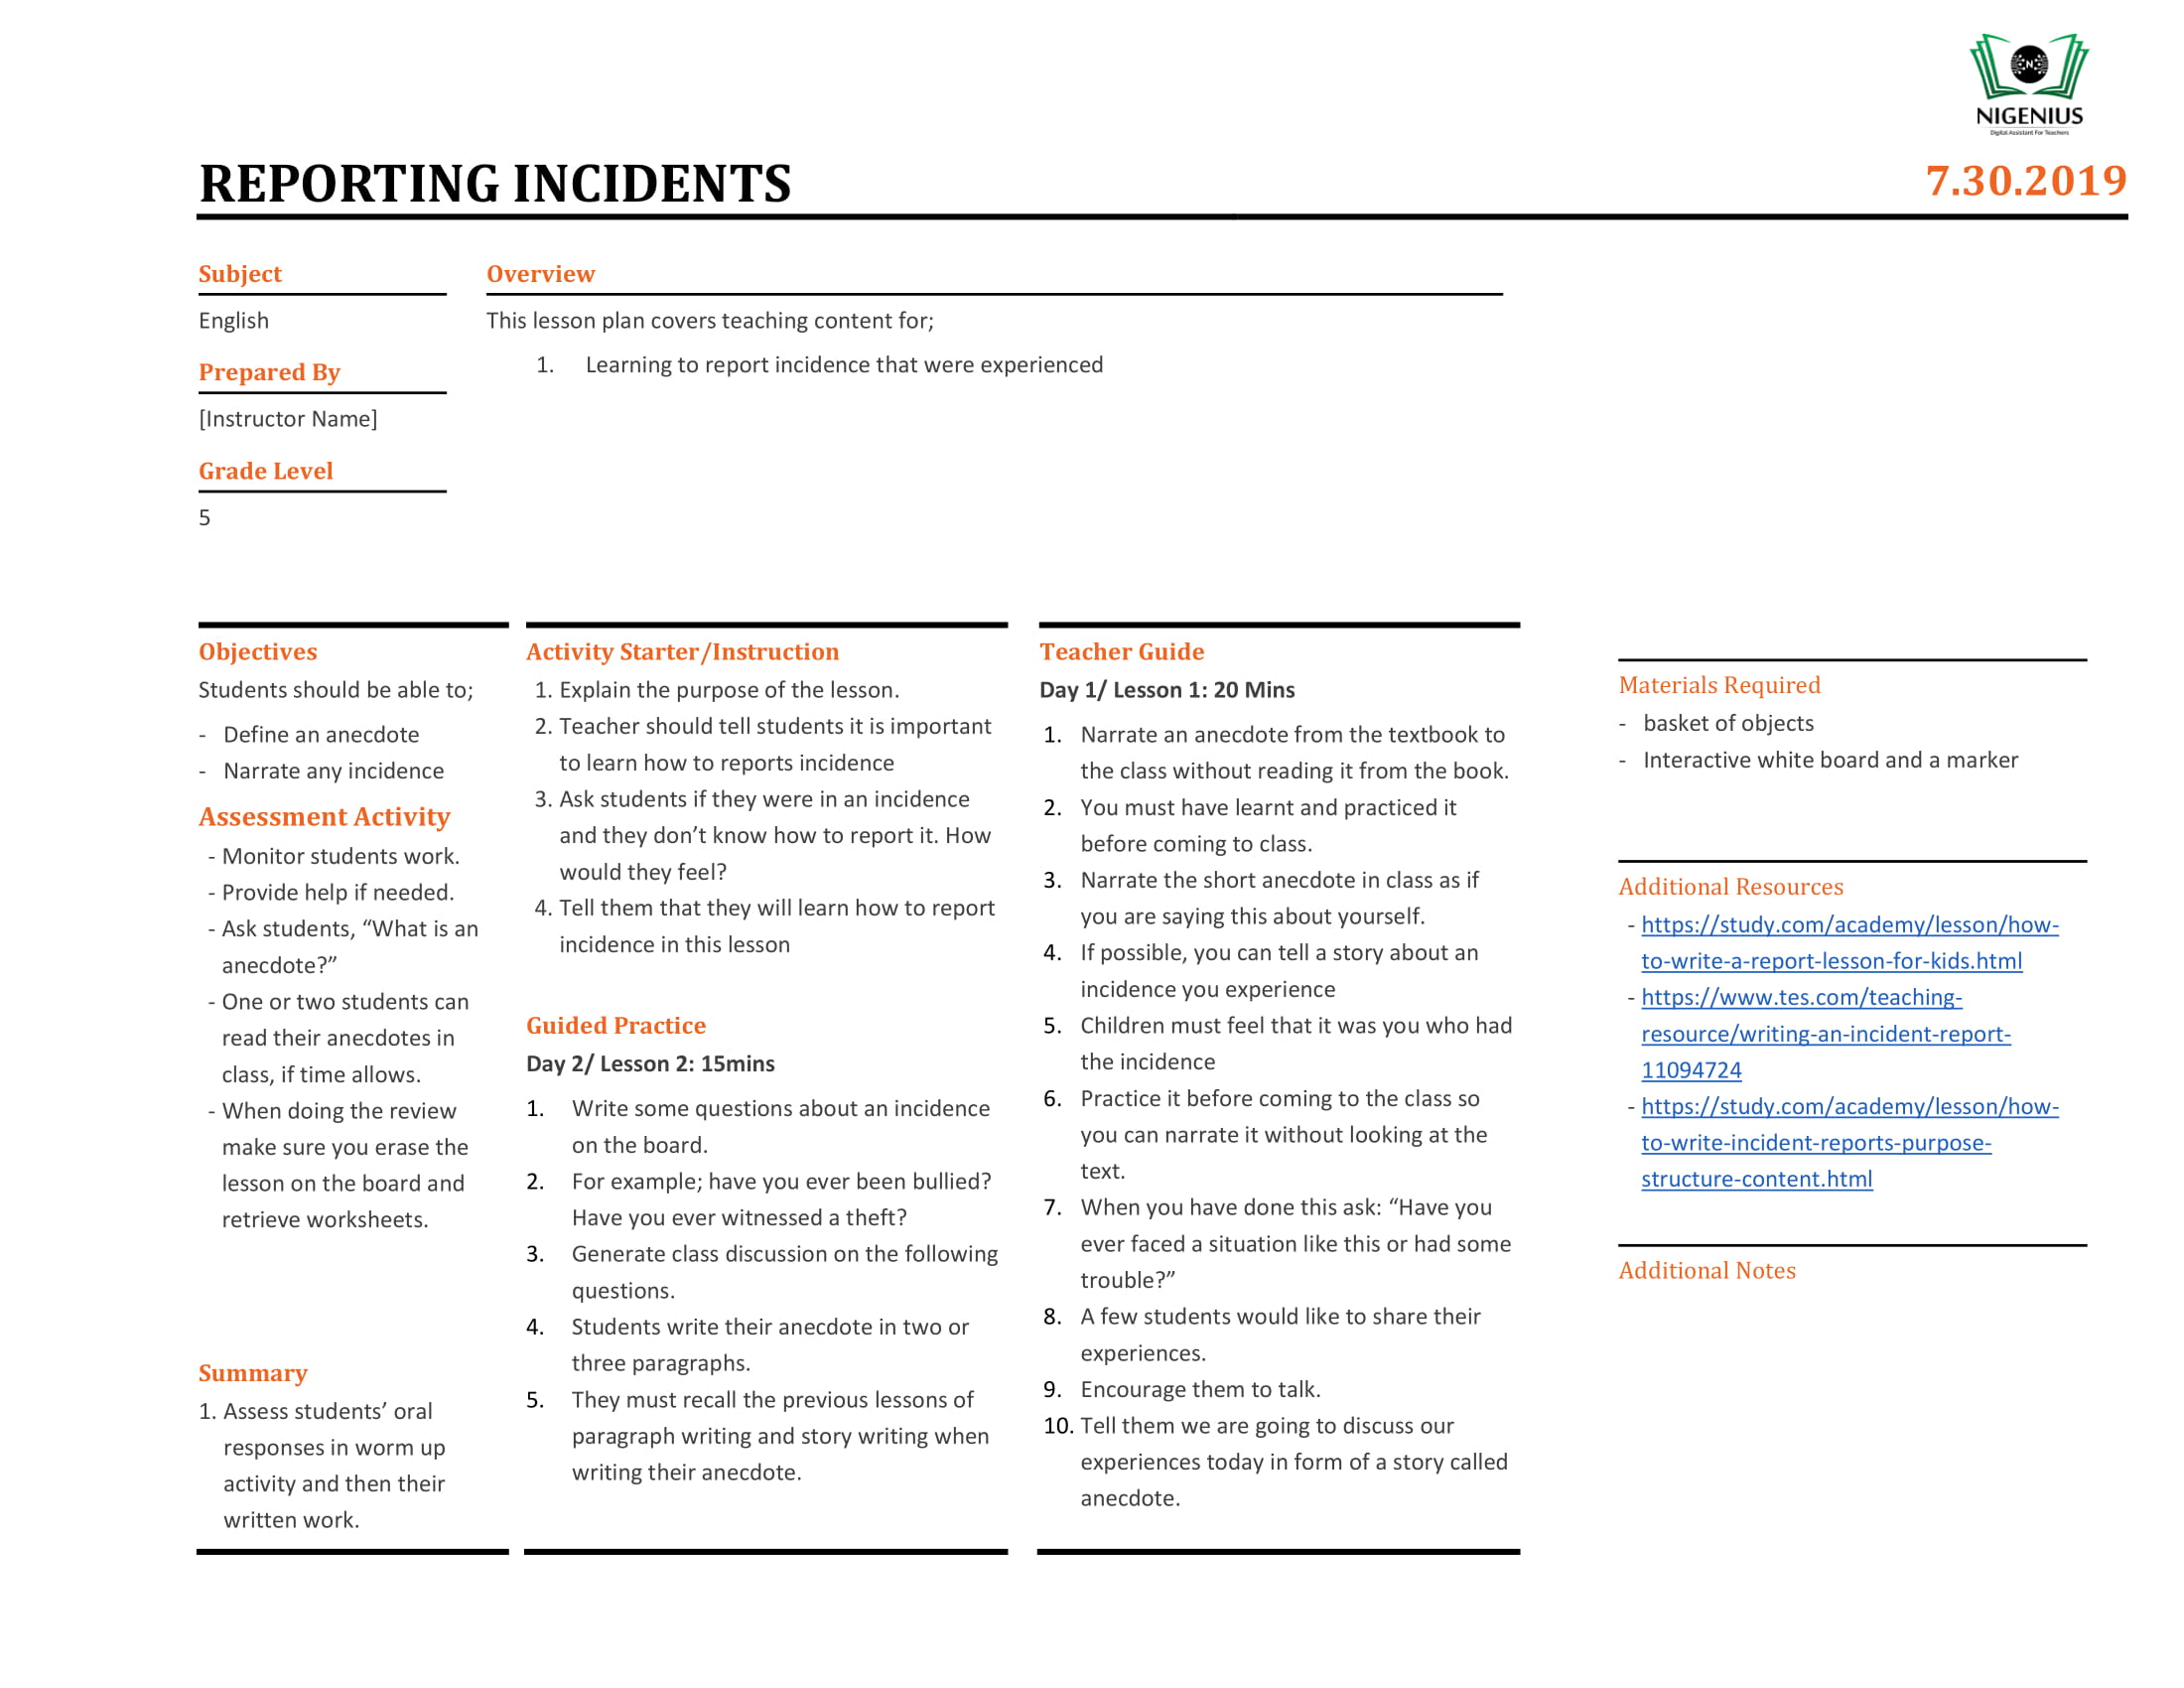 NIGENIUS
Digital Assistant For Teachers
REPORTING INCIDENTS
7.30.2019
Subject
English
Prepared By
[Instructor Name]
Grade Level
5
Overview
This lesson plan covers teaching content for;
1. Learning to report incidence that were experienced
Objectives
Students should be able to;
- Define an anecdote
- Narrate any incidence
Assessment Activity
- Monitor students work.
- Provide help if needed.
- Ask students, “What is an
anecdote?”
- One or two students can
read their anecdotes in
class, if time allows.
- When doing the review
make sure you erase the
lesson on the board and
retrieve worksheets.
Summary
1. Assess students’ oral
responses in worm up
activity and then their
written work.
Activity Starter/Instruction
1. Explain the purpose of the lesson.
2. Teacher should tell students it is important
to learn how to reports incidence
3. Ask students if they were in an incidence
and they don’t know how to report it. How
would they feel?
4. Tell them that they will learn how to report
incidence in this lesson
Guided Practice
Day 2/ Lesson 2: 15mins
1. Write some questions about an incidence
on the board.
2. For example; have you ever been bullied?
Have you ever witnessed a theft?
3. Generate class discussion on the following
questions.
4. Students write their anecdote in two or
three paragraphs.
5. They must recall the previous lessons of
paragraph writing and story writing when
writing their anecdote.
Teacher Guide
Day 1/ Lesson 1: 20 Mins
1. Narrate an anecdote from the textbook to
the class without reading it from the book.
2. You must have learnt and practiced it
before coming to class.
3. Narrate the short anecdote in class as if
you are saying this about yourself.
4. If possible, you can tell a story about an
incidence you experience
5. Children must feel that it was you who had
the incidence
6. Practice it before coming to the class so
you can narrate it without looking at the
text.
7. When you have done this ask: “Have you
ever faced a situation like this or had some
trouble?”
8. A few students would like to share their
experiences.
9. Encourage them to talk.
10. Tell them we are going to discuss our
experiences today in form of a story called
anecdote.
Materials Required
- basket of objects
- Interactive white board and a marker
Additional Resources
- https://study.com/academy/lesson/how-
to-write-a-report-lesson-for-kids.html
- https://www.tes.com/teaching-
resource/writing-an-incident-report-
11094724
- https://study.com/academy/lesson/how-
to-write-incident-reports-purpose-
structure-content.html
Additional Notes